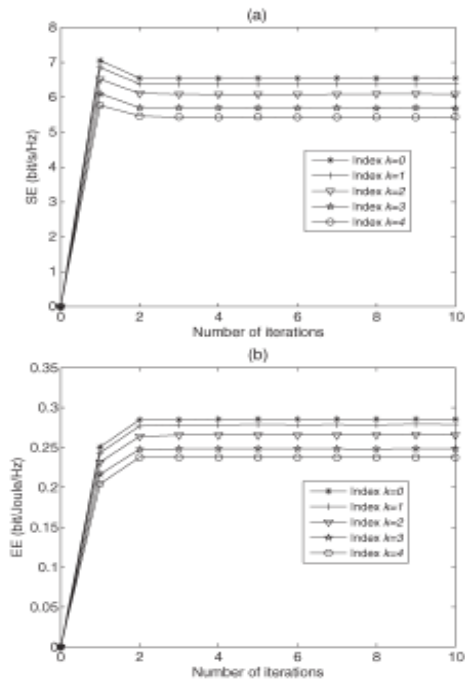 (a)
8
7
6
5
4
3
2
1
0
SE (bit/s/Hz)
Index k=0
Index k=1
Index k=2
Index k=3
Index k=4
0 2 4 6 8 10
Number of iterations
(b)
0.35
0.3
0.25
0.2
0.15
0.1
0.05
0
EE (bit/Joule/Hz)
Index k=0
Index k=1
Index k=2
Index k=3
Index k=4
0 2 4 6 8 10
Number of iterations